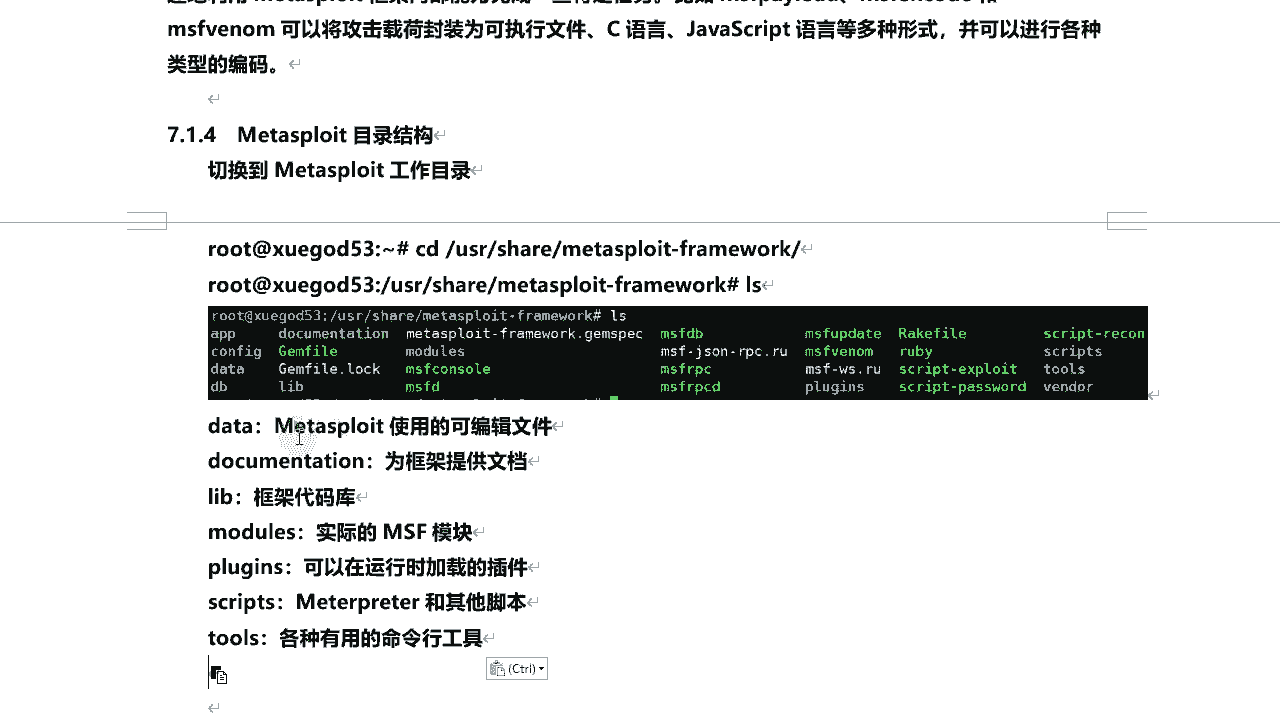 msfvenom 可以将攻击载荷封装为可执行文件、C 语言、JavaScript 语言等多种形式，并可以进行各种
类型的编码。
7.1.4 Metasploit 目录结构
切换到 Metasploit 工作目录
root@xuegod53:~# cd /usr/share/metasploit-framework/
root@xuegod53:/usr/share/metasploit-framework# ls
root@xuegod53:/usr/share/metasploit-framework# ls
app documentation metasploit-framework.gemspec msfdb msfupdate Rakefile script-recon
config Gemfile modules msf-json-rpc.ru msfvenom ruby scripts
data Gemfile.lock msfconsole msfrpc msf-ws.ru script-exploit tools
db lib msfd msfrpcd plugins script-password vendor
data：Metasploit 使用的可编辑文件
documentation：为框架提供文档
lib：框架代码库
modules：实际的 MSF 模块
plugins：可以在运行时加载的插件
scripts：Meterpreter 和其他脚本
tools：各种有用的命令行工具
(Ctrl)